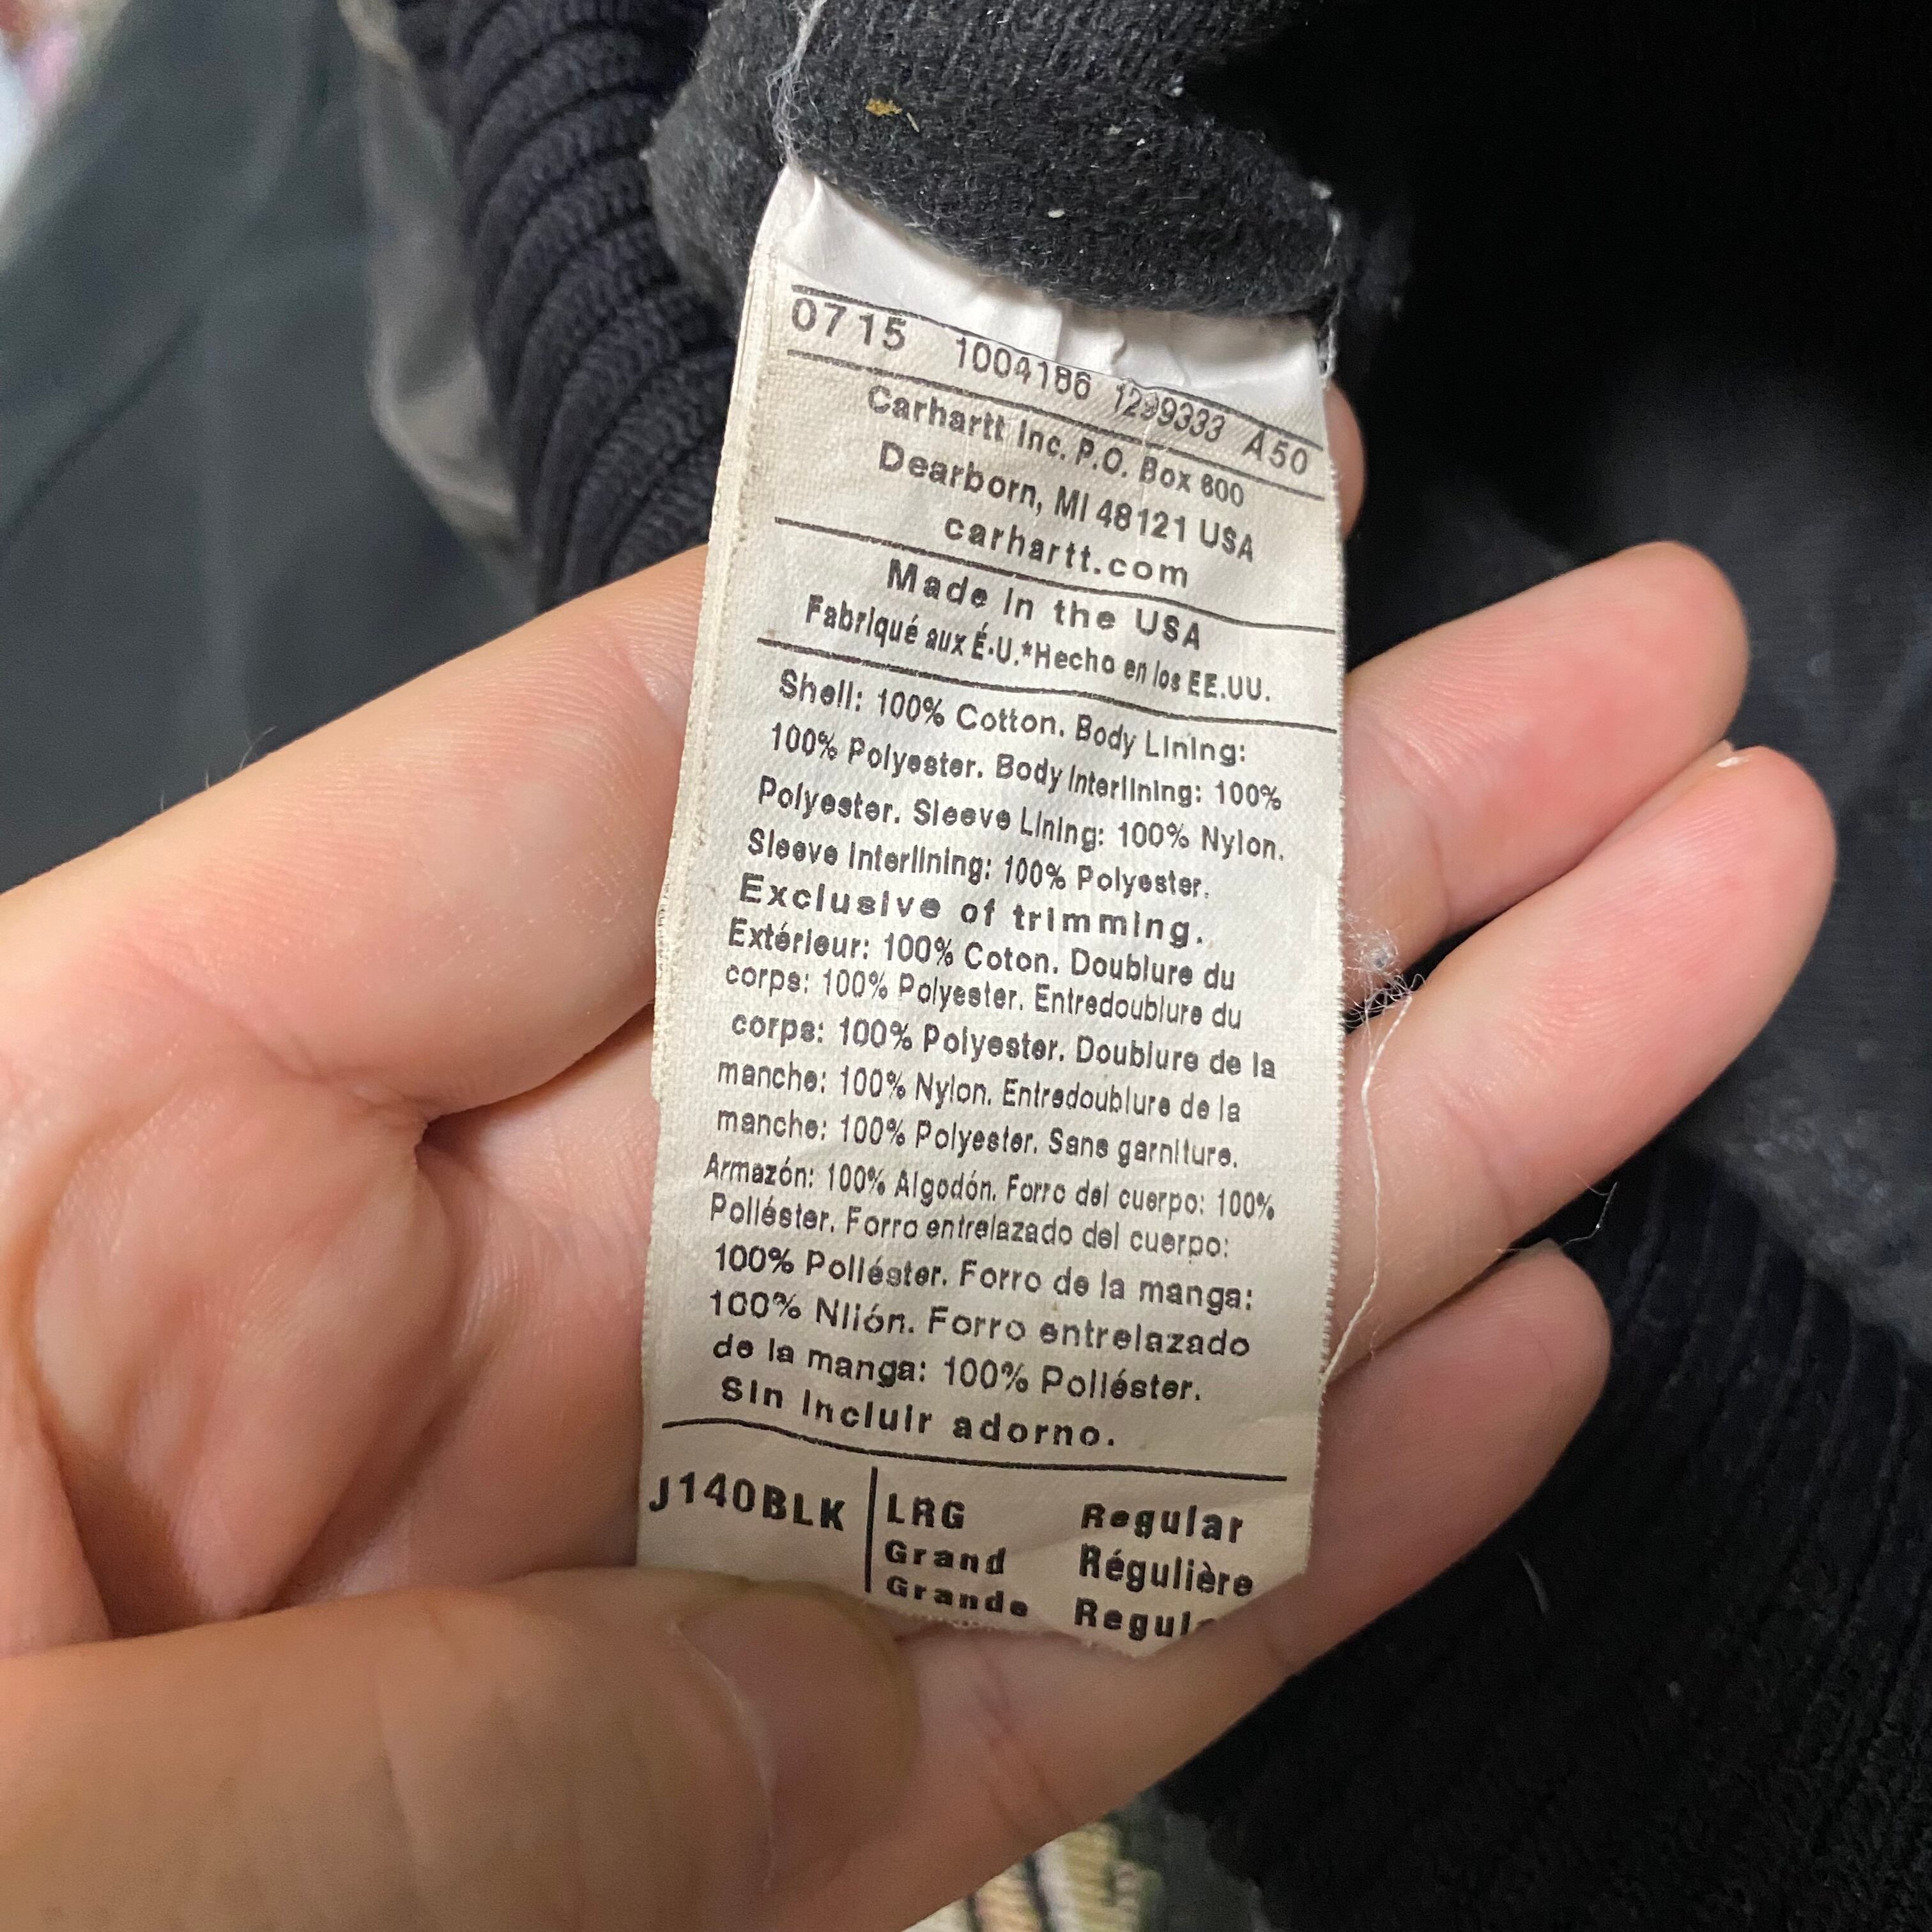 0715 1004186 1299333 A50
Carhartt Inc. P.O. Box 600
Dearborn, MI 48121 USA
carhartt.com
Made in the USA
Fabriqué aux É.-U.*Hecho en los EE.UU.
Shell: 100% Cotton. Body Lining:
100% Polyester. Body Interlining: 100%
Polyester. Sleeve Lining: 100% Nylon.
Sleeve Interlining: 100% Polyester.
Exclusive of trimming.
Extérieur: 100% Coton. Doublure du
corps: 100% Polyester. Entredoublure du
corps: 100% Polyester. Doublure de la
manche: 100% Nylon. Entredoublure de la
manche: 100% Polyester. Sans garniture.
Armazón: 100% Algodón. Forro del cuerpo: 100%
Poliéster. Forro entrelazado del cuerpo:
100% Poliéster. Forro de la manga:
100% Nilón. Forro entrelazado
de la manga: 100% Poliéster.
Sin incluir adorno.
J140BLK LRG Regular
Grand Régulière
Grande